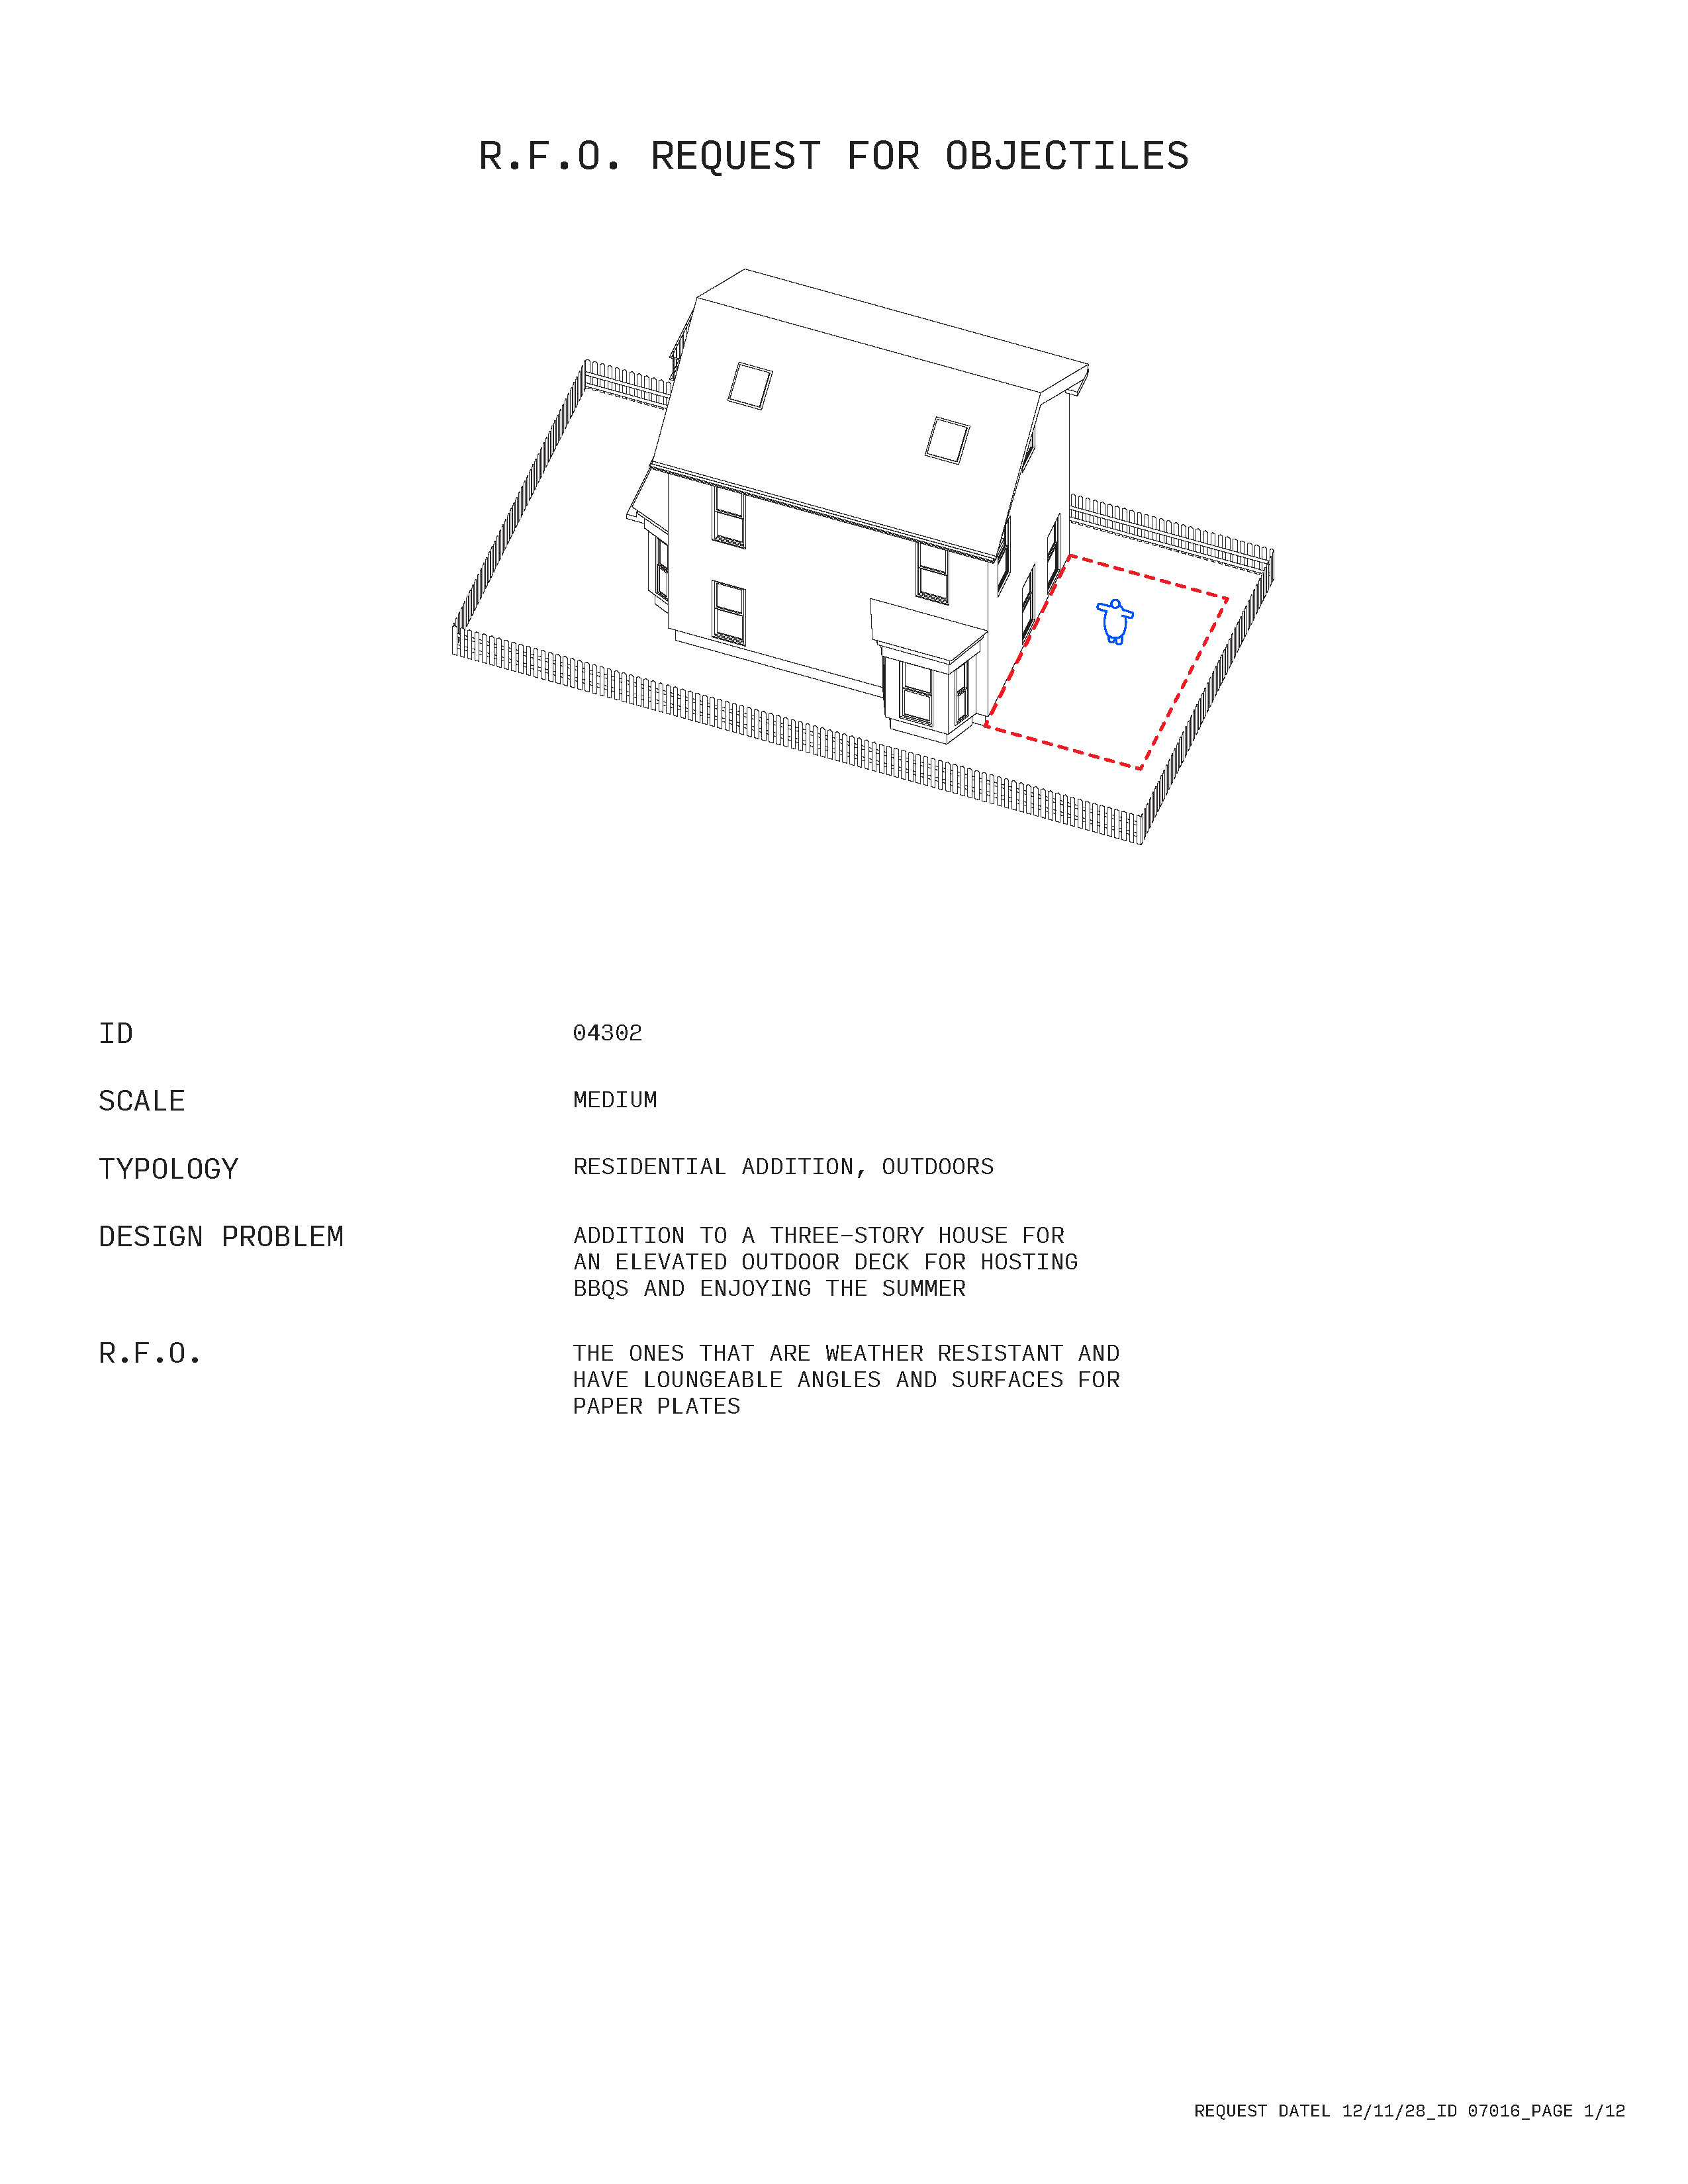 R.F.O. REQUEST FOR OBJECTILES
ID
04302
SCALE
MEDIUM
TYPOLOGY
RESIDENTIAL ADDITION, OUTDOORS
DESIGN PROBLEM
ADDITION TO A THREE-STORY HOUSE FOR
AN ELEVATED OUTDOOR DECK FOR HOSTING
BBQS AND ENJOYING THE SUMMER
R.F.O.
THE ONES THAT ARE WEATHER RESISTANT AND
HAVE LOUNGEABLE ANGLES AND SURFACES FOR
PAPER PLATES
REQUEST DATEL 12/11/28_ID 07016_PAGE 1/12